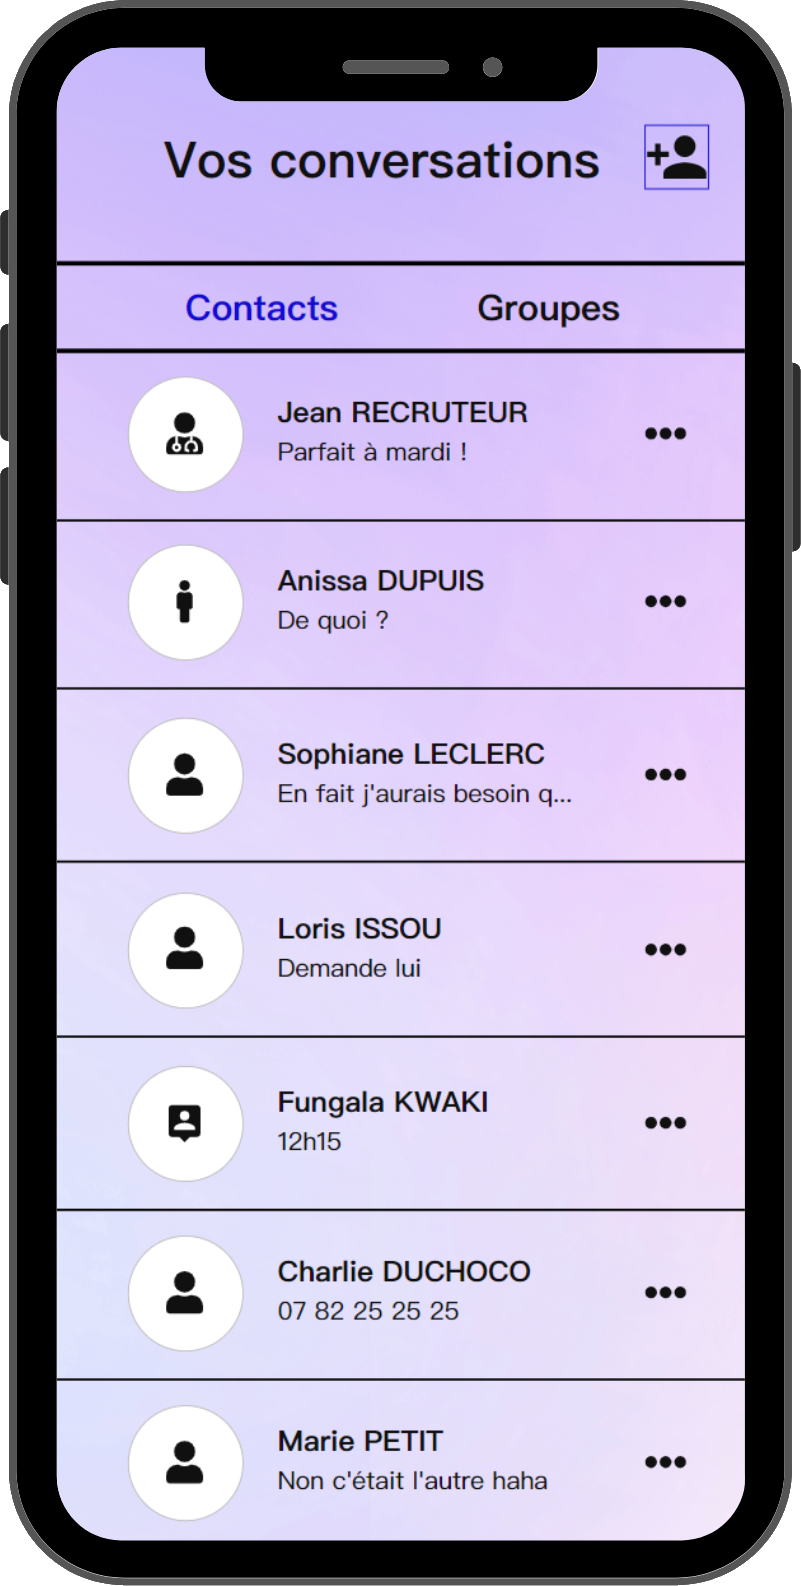 Vos conversations
Contacts Groupes
Jean RECRUTEUR
Parfait à mardi !
Anissa DUPUIS
De quoi ?
Sophiane LECLERC
En fait j'aurais besoin q...
Loris ISSOU
Demande lui
Fungala KWAKI
12h15
Charlie DUCHOCO
07 82 25 25 25
Marie PETIT
Non c'était l'autre haha